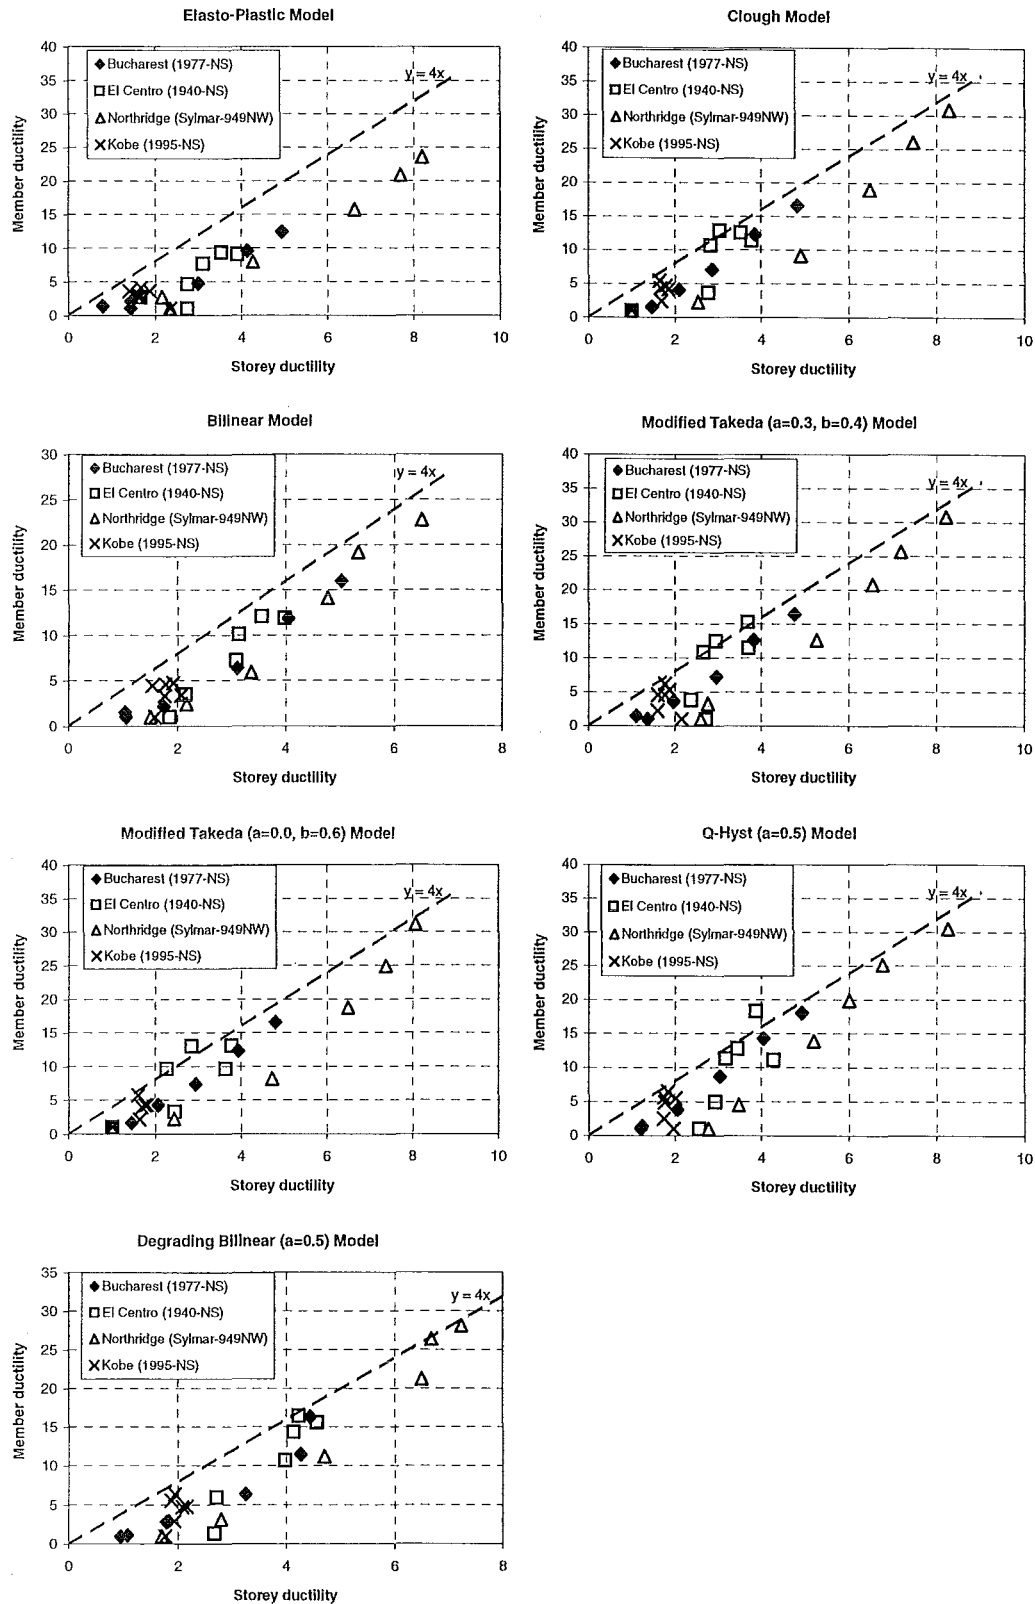 Elasto-Plastic Model
Member ductility
40
35
30
25
20
15
10
5
0
Bucharest (1977-NS)
El Centro (1940-NS)
Northridge (Sylmar-949NW)
Kobe (1995-NS)
y = 4x
0 2 4 6 8 10
Storey ductility
Clough Model
Member ductility
40
35
30
25
20
15
10
5
0
Bucharest (1977-NS)
El Centro (1940-NS)
Northridge (Sylmar-949NW)
Kobe (1995-NS)
y = 4x
0 2 4 6 8 10
Storey ductility
Bilinear Model
Member ductility
30
25
20
15
10
5
0
Bucharest (1977-NS)
El Centro (1940-NS)
Northridge (Sylmar-949NW)
Kobe (1995-NS)
y = 4x
0 2 4 6 8
Storey ductility
Modified Takeda (a=0.3, b=0.4) Model
Member ductility
40
35
30
25
20
15
10
5
0
Bucharest (1977-NS)
El Centro (1940-NS)
Northridge (Sylmar-949NW)
Kobe (1995-NS)
y = 4x
0 2 4 6 8 10
Storey ductility
Modified Takeda (a=0.0, b=0.6) Model
Member ductility
40
35
30
25
20
15
10
5
0
Bucharest (1977-NS)
El Centro (1940-NS)
Northridge (Sylmar-949NW)
Kobe (1995-NS)
y = 4x
0 2 4 6 8 10
Storey ductility
Q-Hyst (a=0.5) Model
Member ductility
40
35
30
25
20
15
10
5
0
Bucharest (1977-NS)
El Centro (1940-NS)
Northridge (Sylmar-949NW)
Kobe (1995-NS)
y = 4x
0 2 4 6 8 10
Storey ductility
Degrading Bilinear (a=0.5) Model
Member ductility
35
30
25
20
15
10
5
0
Bucharest (1977-NS)
El Centro (1940-NS)
Northridge (Sylmar-949NW)
Kobe (1995-NS)
y = 4x
0 2 4 6 8
Storey ductility